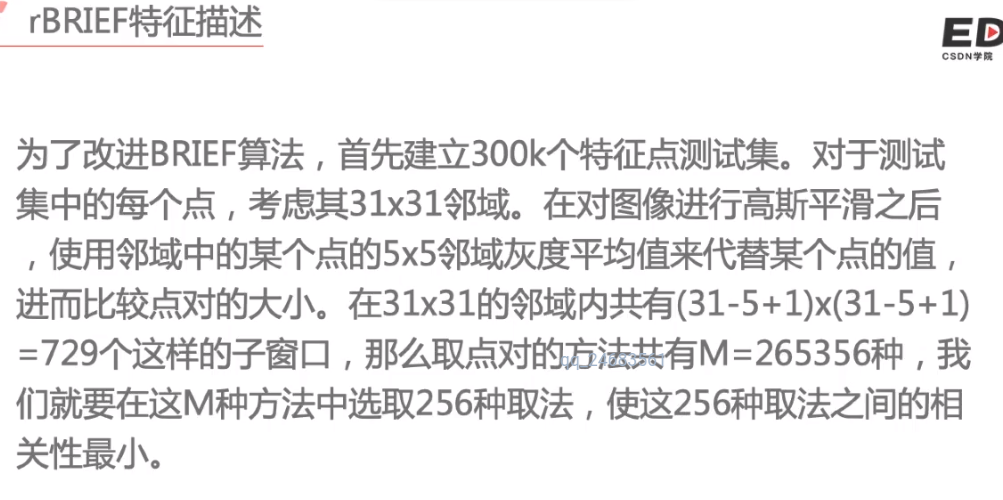 rBRIEF特征描述
ED
CSDN学院
为了改进BRIEF算法，首先建立300k个特征点测试集。对于测试
集中的每个点，考虑其31x31邻域。在对图像进行高斯平滑之后
，使用邻域中的某个点的5x5邻域灰度平均值来代替某个点的值，
进而比较点对的大小。在31x31的邻域内共有(31-5+1)x(31-5+1)
=729个这样的子窗口，那么取点对的方法共有M=265356种，我
们就要在这M种方法中选取256种取法，使这256种取法之间的相
关性最小。